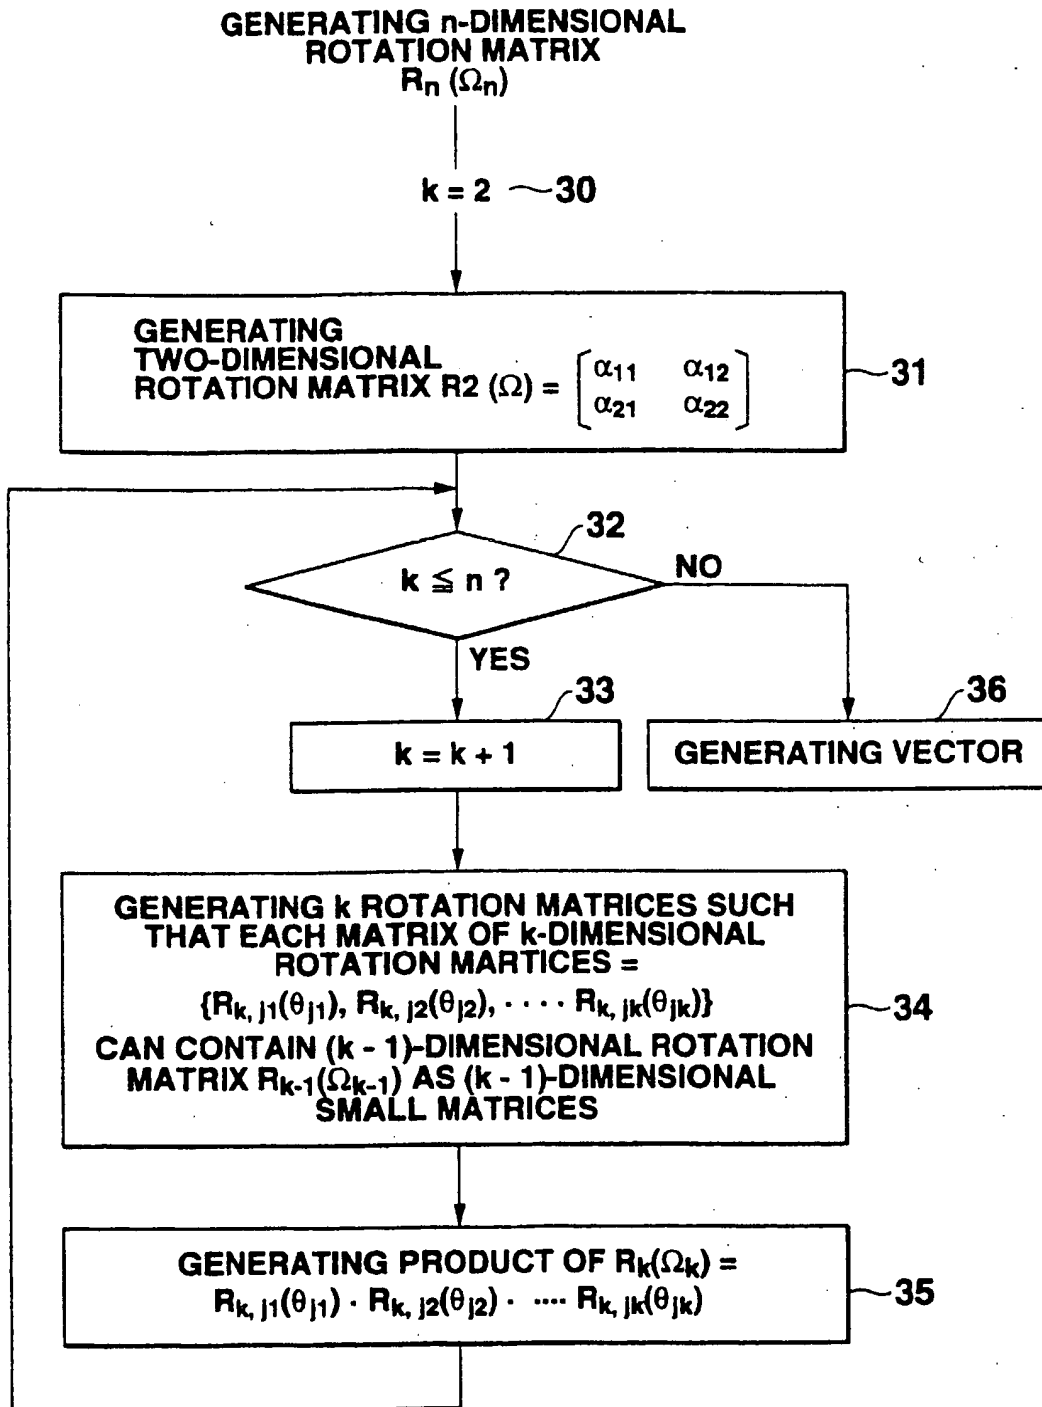 GENERATING n-DIMENSIONAL
ROTATION MATRIX
Rn (Ωn)
k = 2 30
GENERATING
TWO-DIMENSIONAL
ROTATION MATRIX R2 (Ω) = [α11 α12
α21 α22]
31
32
k ≦ n ?
NO
YES
33
k = k + 1
36
GENERATING VECTOR
GENERATING k ROTATION MATRICES SUCH
THAT EACH MATRIX OF k-DIMENSIONAL
ROTATION MARTICES =
{Rk, j1(θj1), Rk, j2(θj2), · · · · Rk, jk(θjk)}
CAN CONTAIN (k - 1)-DIMENSIONAL ROTATION
MATRIX Rk-1(Ωk-1) AS (k - 1)-DIMENSIONAL
SMALL MATRICES
34
GENERATING PRODUCT OF Rk(Ωk) =
Rk, j1(θj1) · Rk, j2(θj2) · ···· Rk, jk(θjk)
35